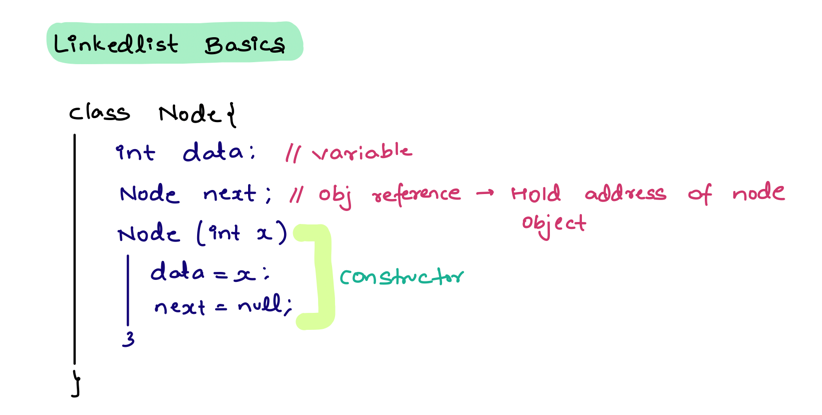 Linkedlist Basics
class Node{
int data; // variable
Node next; // obj reference → Hold address of node
object
Node (int x)
data = x;
next = null;
constructor
}
}